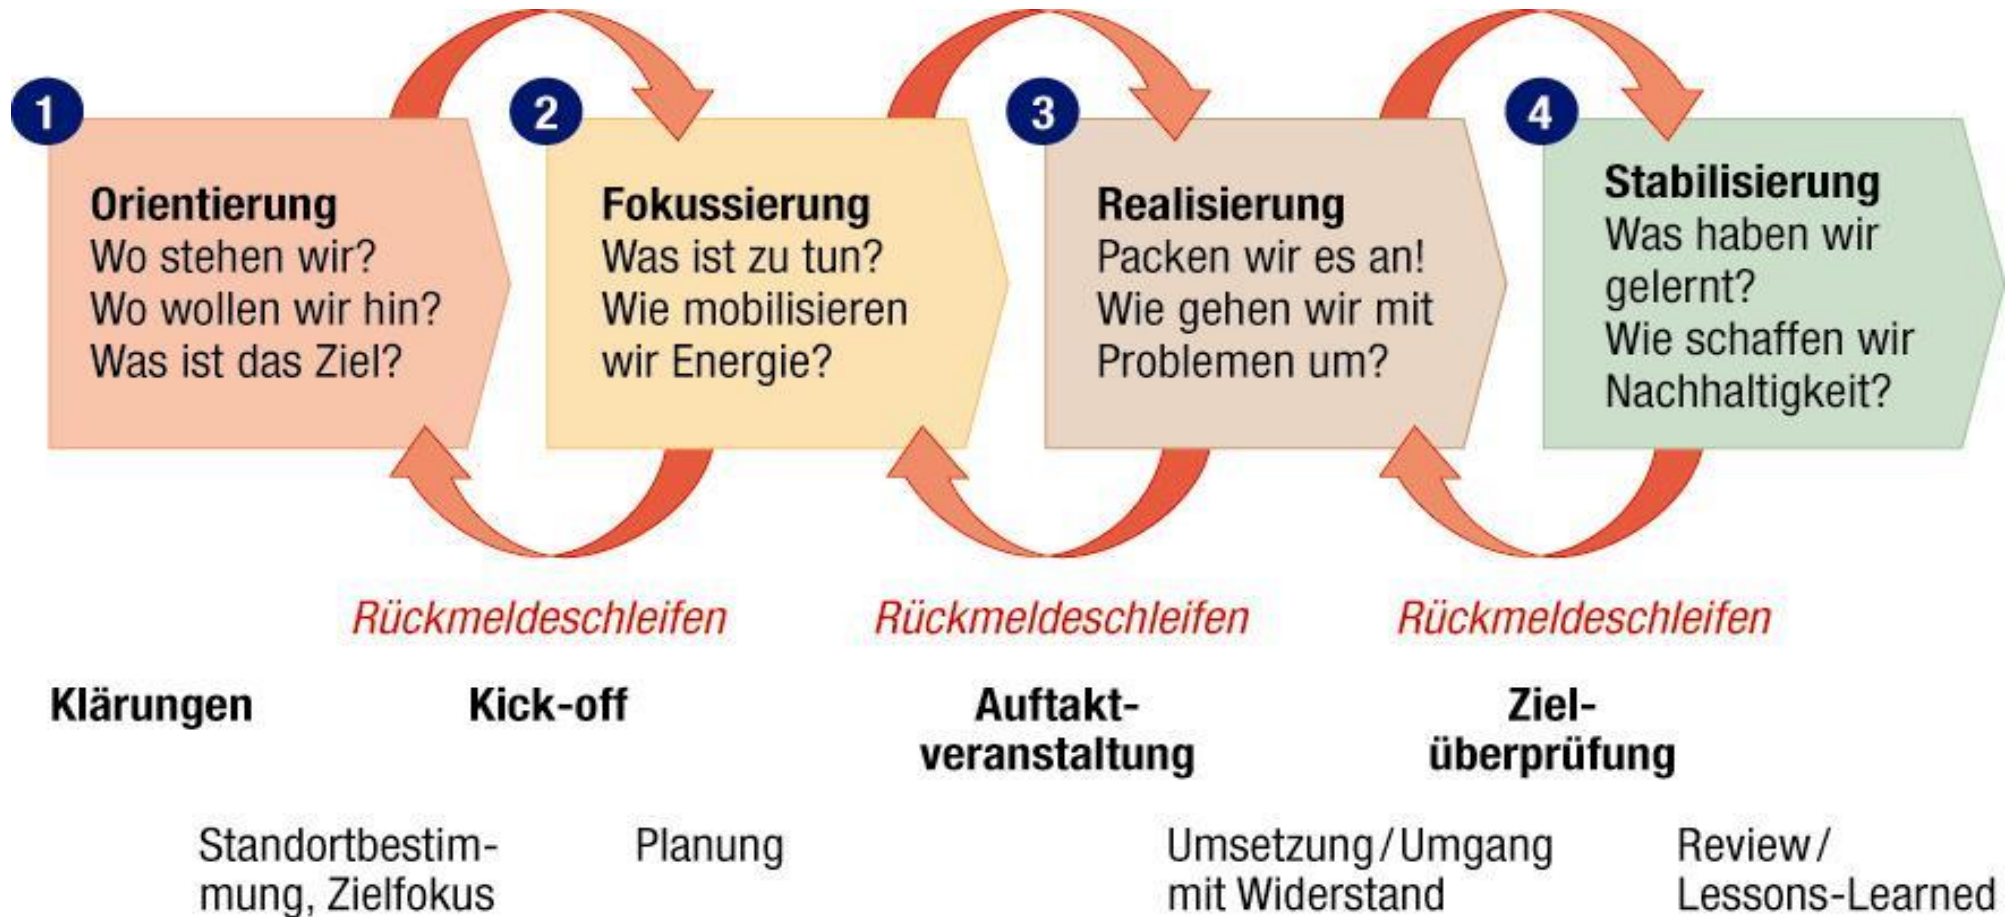 1
Orientierung
Wo stehen wir?
Wo wollen wir hin?
Was ist das Ziel?
2
Fokussierung
Was ist zu tun?
Wie mobilisieren
wir Energie?
3
Realisierung
Packen wir es an!
Wie gehen wir mit
Problemen um?
4
Stabilisierung
Was haben wir
gelernt?
Wie schaffen wir
Nachhaltigkeit?
Rückmeldeschleifen
Rückmeldeschleifen
Rückmeldeschleifen
Klärungen
Kick-off
Auftakt-
veranstaltung
Ziel-
überprüfung
Standortbestim-
mung, Zielfokus
Planung
Umsetzung/Umgang
mit Widerstand
Review/
Lessons-Learned